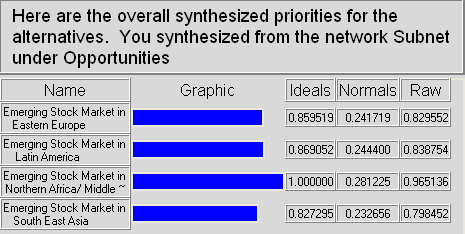 Here are the overall synthesized priorities for the
alternatives. You synthesized from the network Subnet
under Opportunities
Name Graphic Ideals Normals Raw
Emerging Stock Market in
Eastern Europe
0.859519 0.241719 0.829552
Emerging Stock Market in
Latin America
0.869052 0.244400 0.838754
Emerging Stock Market in
Northern Africa/ Middle ~
1.000000 0.281225 0.965136
Emerging Stock Market in
South East Asia
0.827295 0.232656 0.798452